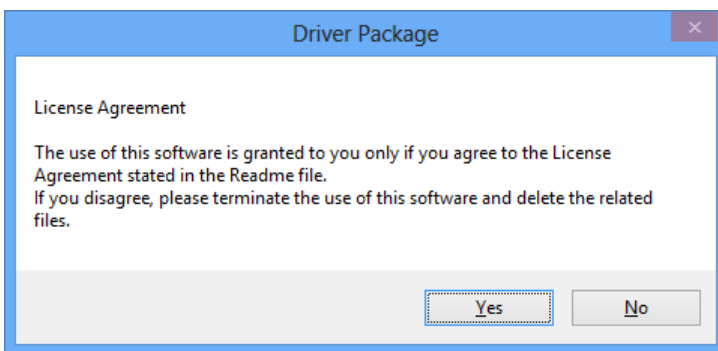 Driver Package
License Agreement
The use of this software is granted to you only if you agree to the License
Agreement stated in the Readme file.
If you disagree, please terminate the use of this software and delete the related
files.
Yes
No